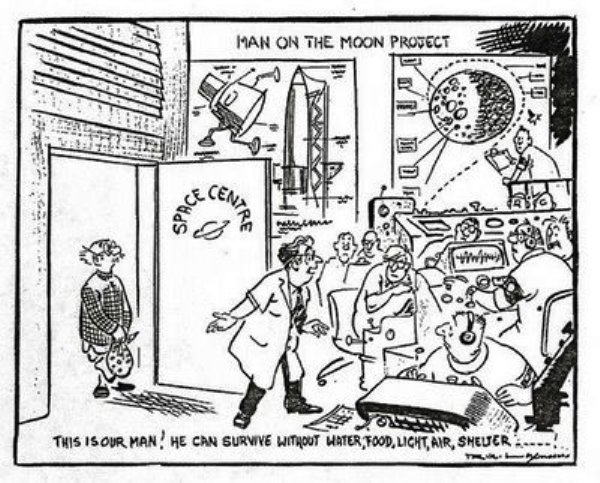 MAN ON THE MOON PROJECT
SPACE CENTRE
THIS IS OUR MAN! HE CAN SURVIVE WITHOUT WATER, FOOD, LIGHT, AIR, SHELTER ------!